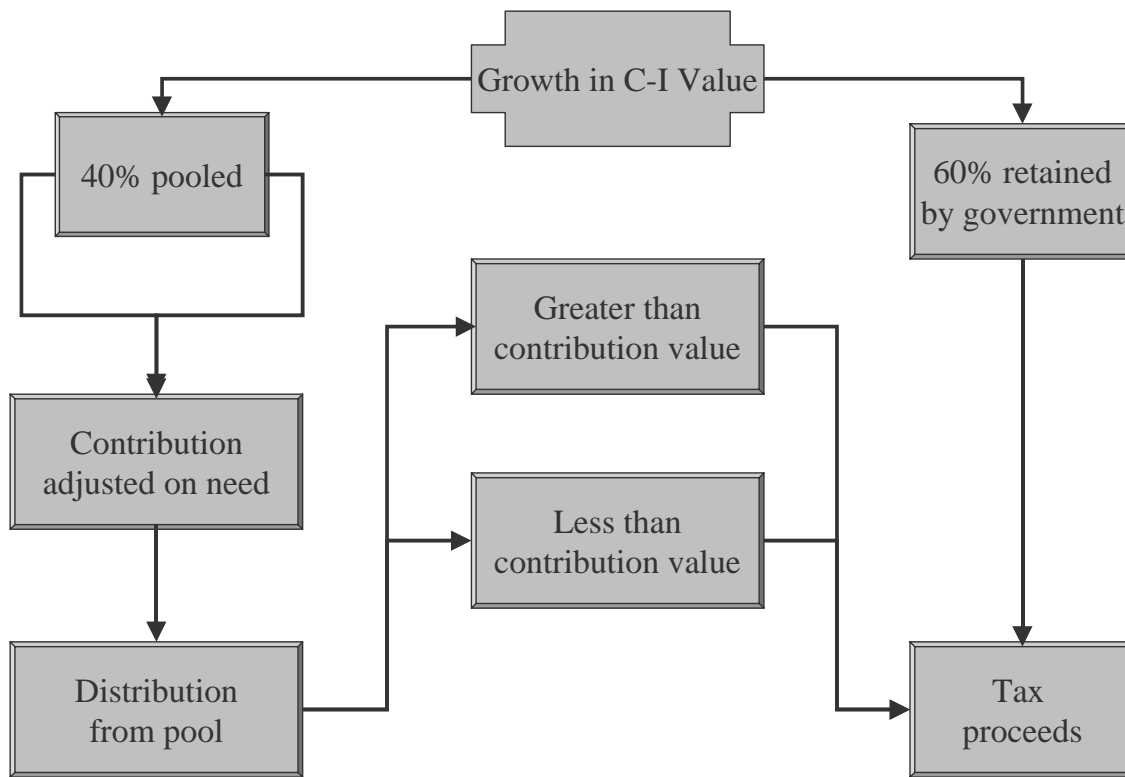 Growth in C-I Value
40% pooled
60% retained
by government
Greater than
contribution value
Contribution
adjusted on need
Less than
contribution value
Distribution
from pool
Tax
proceeds